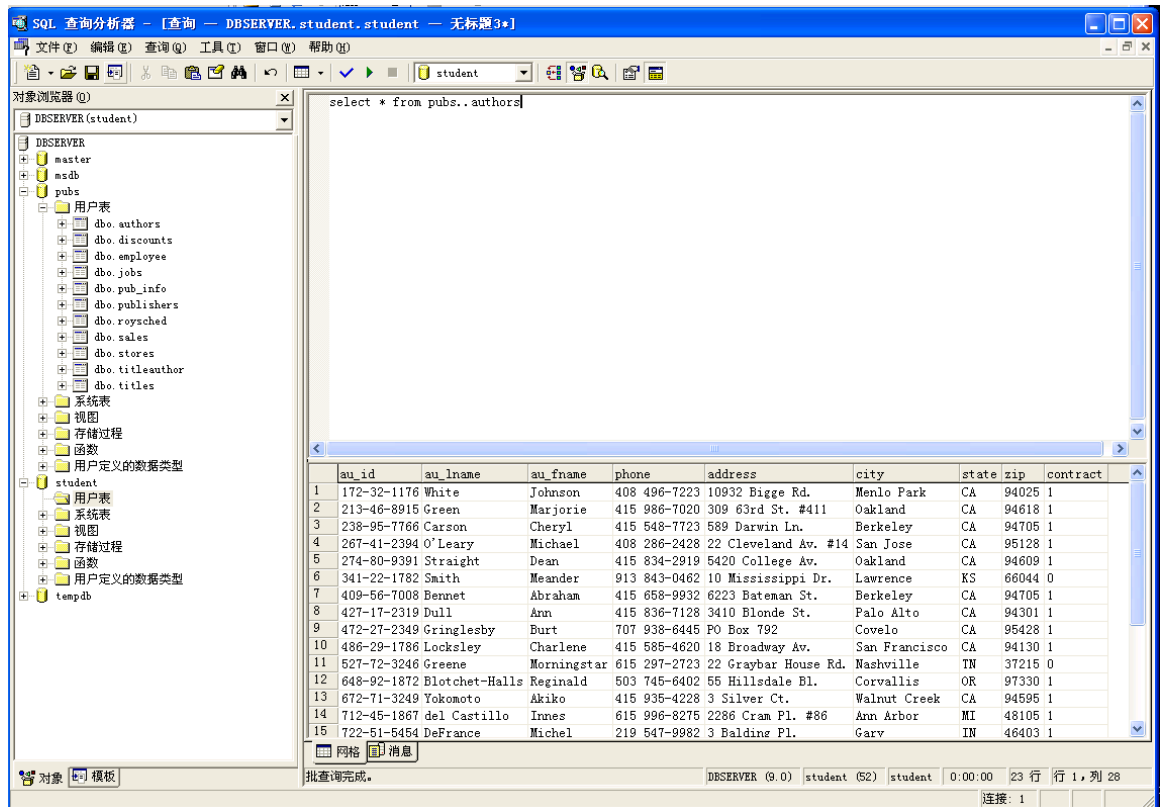 SQL 查询分析器 - [查询 — DBSERVER.student.student — 无标题3*]
文件(F) 编辑(E) 查询(Q) 工具(T) 窗口(W) 帮助(H)
student
对象浏览器(O)
DBSERVER(student)
DBSERVER
master
msdb
pubs
用户表
dbo.authors
dbo.discounts
dbo.employee
dbo.jobs
dbo.pub_info
dbo.publishers
dbo.roysched
dbo.sales
dbo.stores
dbo.titleauthor
dbo.titles
系统表
视图
存储过程
函数
用户定义的数据类型
student
用户表
系统表
视图
存储过程
函数
用户定义的数据类型
tempdb
对象 模板
select * from pubs..authors
au_id au_lname au_fname phone address city state zip contract
1 172-32-1176 White Johnson 408 496-7223 10932 Bigge Rd. Menlo Park CA 94025 1
2 213-46-8915 Green Marjorie 415 986-7020 309 63rd St. #411 Oakland CA 94618 1
3 238-95-7766 Carson Cheryl 415 548-7723 589 Darwin Ln. Berkeley CA 94705 1
4 267-41-2394 O'Leary Michael 408 286-2428 22 Cleveland Av. #14 San Jose CA 95128 1
5 274-80-9391 Straight Dean 415 834-2919 5420 College Av. Oakland CA 94609 1
6 341-22-1782 Smith Meander 913 843-0462 10 Mississippi Dr. Lawrence KS 66044 0
7 409-56-7008 Bennet Abraham 415 658-9932 6223 Bateman St. Berkeley CA 94705 1
8 427-17-2319 Dull Ann 415 836-7128 3410 Blonde St. Palo Alto CA 94301 1
9 472-27-2349 Gringlesby Burt 707 938-6445 PO Box 792 Covelo CA 95428 1
10 486-29-1786 Locksley Charlene 415 585-4620 18 Broadway Av. San Francisco CA 94130 1
11 527-72-3246 Greene Morningstar 615 297-2723 22 Graybar House Rd. Nashville TN 37215 0
12 648-92-1872 Blotchet-Halls Reginald 503 745-6402 55 Hillsdale Bl. Corvallis OR 97330 1
13 672-71-3249 Yokomoto Akiko 415 935-4228 3 Silver Ct. Walnut Creek CA 94595 1
14 712-45-1867 del Castillo Innes 615 996-8275 2286 Cram Pl. #86 Ann Arbor MI 48105 1
15 722-51-5454 DeFrance Michel 219 547-9982 3 Balding Pl. Gary IN 46403 1
网格 消息
批查询完成。 DBSERVER (9.0) student (52) student 0:00:00 23 行 行 1,列 28
连接: 1